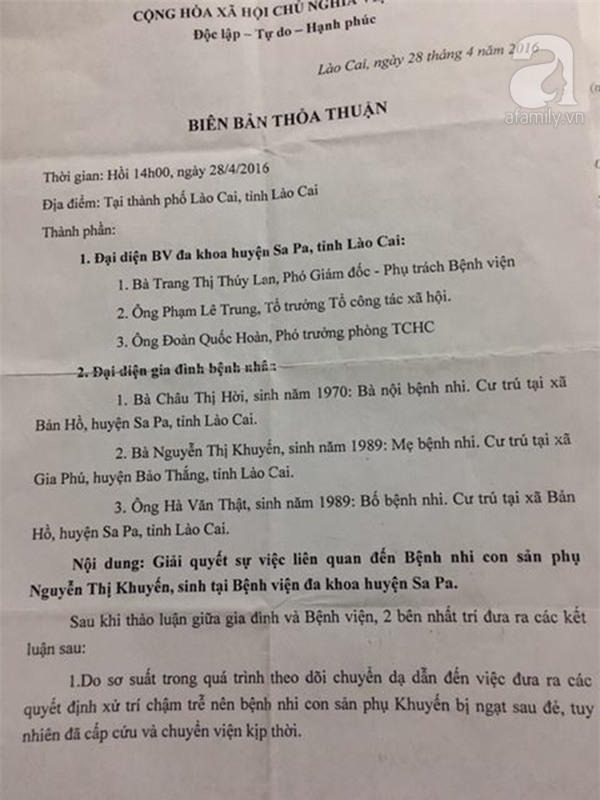 CỘNG HÒA XÃ HỘI CHỦ NGHĨA
Độc lập – Tự do – Hạnh phúc
Lào Cai, ngày 28 tháng 4 năm 2016
a
afamily.vn
BIÊN BẢN THỎA THUẬN
Thời gian: Hồi 14h00, ngày 28/4/2016
Địa điểm: Tại thành phố Lào Cai, tỉnh Lào Cai
Thành phần:
1. Đại diện BV đa khoa huyện Sa Pa, tỉnh Lào Cai:
1. Bà Trang Thị Thúy Lan, Phó Giám đốc - Phụ trách Bệnh viện
2. Ông Phạm Lê Trung, Tổ trưởng Tổ công tác xã hội.
3. Ông Đoàn Quốc Hoàn, Phó trưởng phòng TCHC
2. Đại diện gia đình bệnh nhân
1. Bà Châu Thị Hời, sinh năm 1970: Bà nội bệnh nhi. Cư trú tại xã
Bản Hồ, huyện Sa Pa, tỉnh Lào Cai.
2. Bà Nguyễn Thị Khuyến, sinh năm 1989: Mẹ bệnh nhi. Cư trú tại xã
Gia Phú, huyện Bảo Thắng, tỉnh Lào Cai.
3. Ông Hà Văn Thật, sinh năm 1989: Bố bệnh nhi. Cư trú tại xã Bản
Hồ, huyện Sa Pa, tỉnh Lào Cai.
Nội dung: Giải quyết sự việc liên quan đến Bệnh nhi con sản phụ
Nguyễn Thị Khuyến, sinh tại Bệnh viện đa khoa huyện Sa Pa.
Sau khi thảo luận giữa gia đình và Bệnh viện, 2 bên nhất trí đưa ra các kết
luận sau:
1.Do sơ suất trong quá trình theo dõi chuyển dạ dẫn đến việc đưa ra các
quyết định xử trí chậm trễ nên bệnh nhi con sản phụ Khuyến bị ngạt sau đẻ, tuy
nhiên đã cấp cứu và chuyển viện kịp thời.